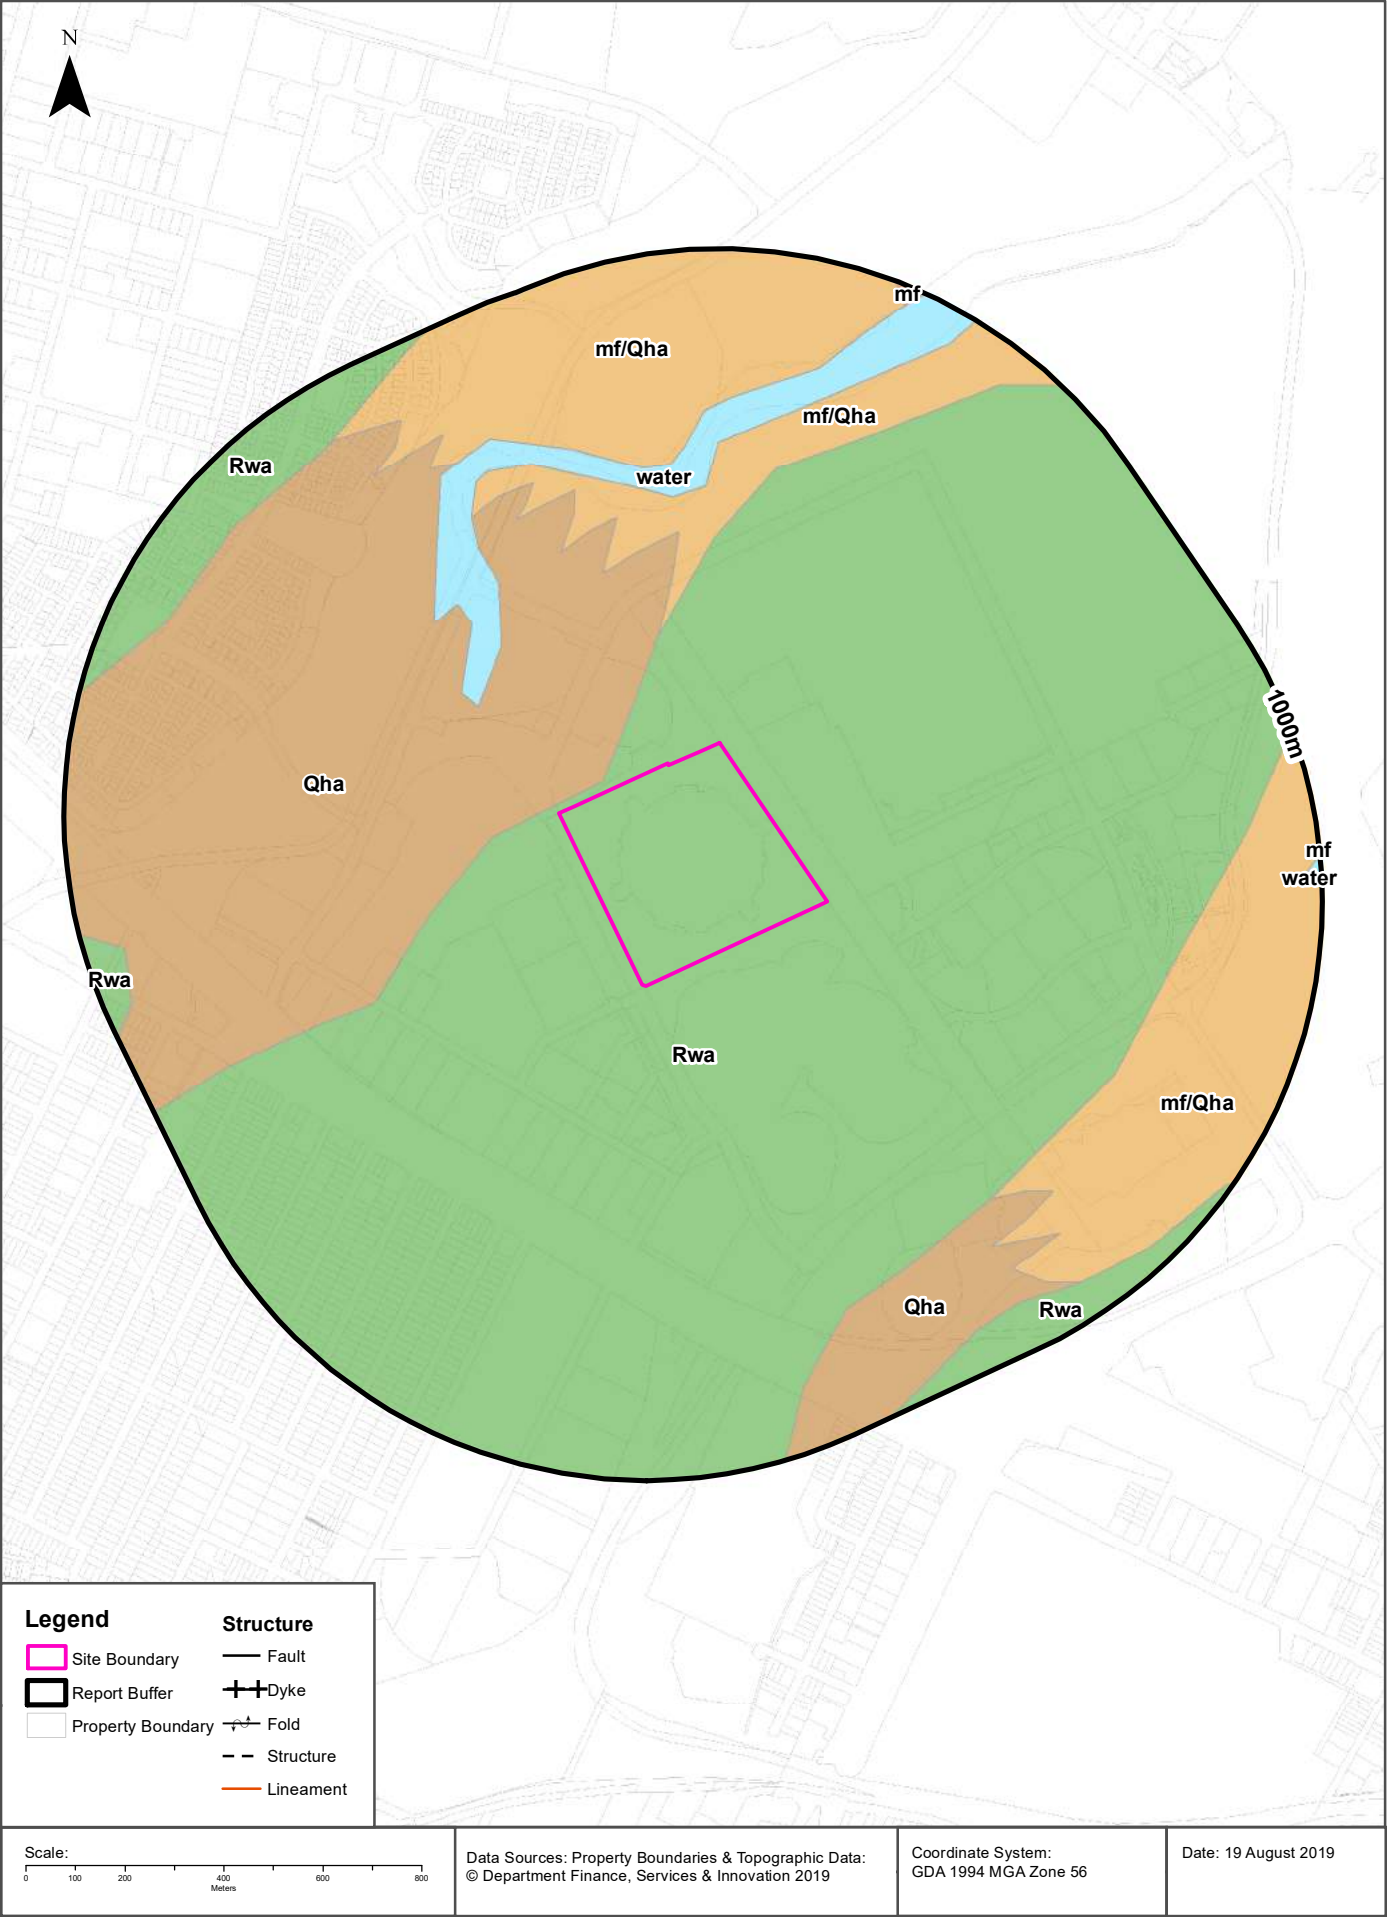 N
mf
mf/Qha
mf/Qha
Rwa
water
1000m
Qha
mf
water
Rwa
Rwa
mf/Qha
Qha
Rwa
Legend
Site Boundary
Report Buffer
Property Boundary
Structure
Fault
Dyke
Fold
Structure
Lineament
Scale:
0 100 200 400 600 800
Meters
Data Sources: Property Boundaries & Topographic Data:
© Department Finance, Services & Innovation 2019
Coordinate System:
GDA 1994 MGA Zone 56
Date: 19 August 2019